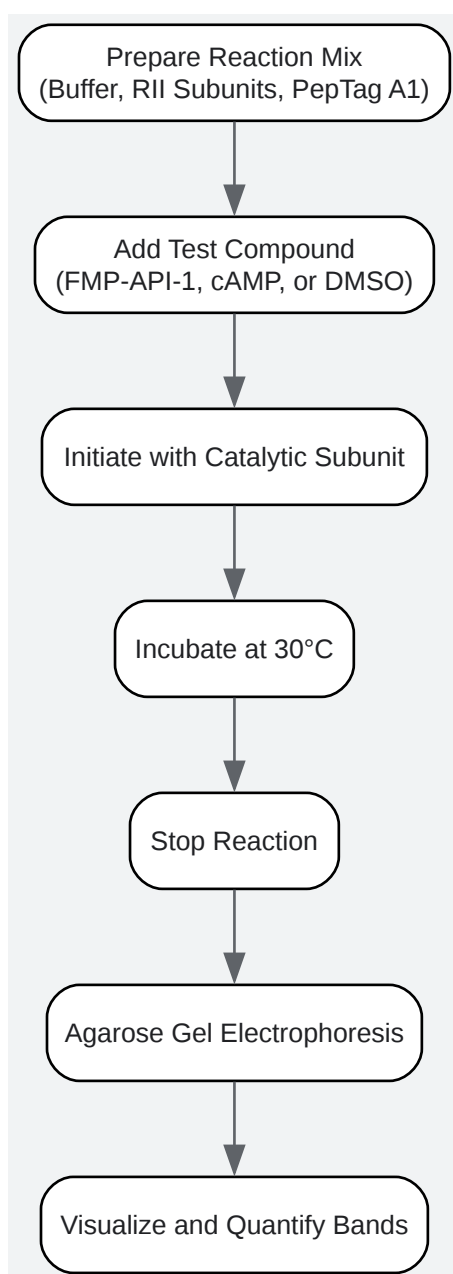 Prepare Reaction Mix
(Buffer, RII Subunits, PepTag A1)
Add Test Compound
(FMP-API-1, cAMP, or DMSO)
Initiate with Catalytic Subunit
Incubate at 30°C
Stop Reaction
Agarose Gel Electrophoresis
Visualize and Quantify Bands